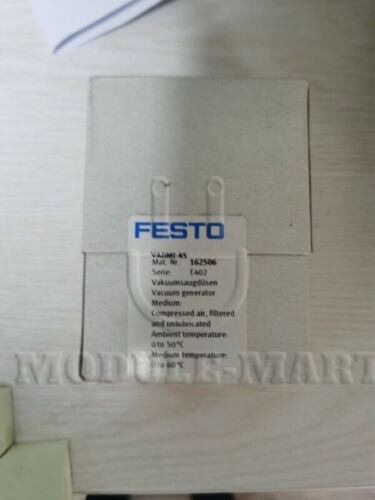 FESTO
VADMI-45
Mat. Nr.: 162506
Serie: E402
Vakuumsaugdüsen
Vacuum generator
Medium:
Compressed air, filtered
and unlubricated
Ambient temperature:
0 to 50°C
Medium temperature:
0 to 60°C
MODULE-MART